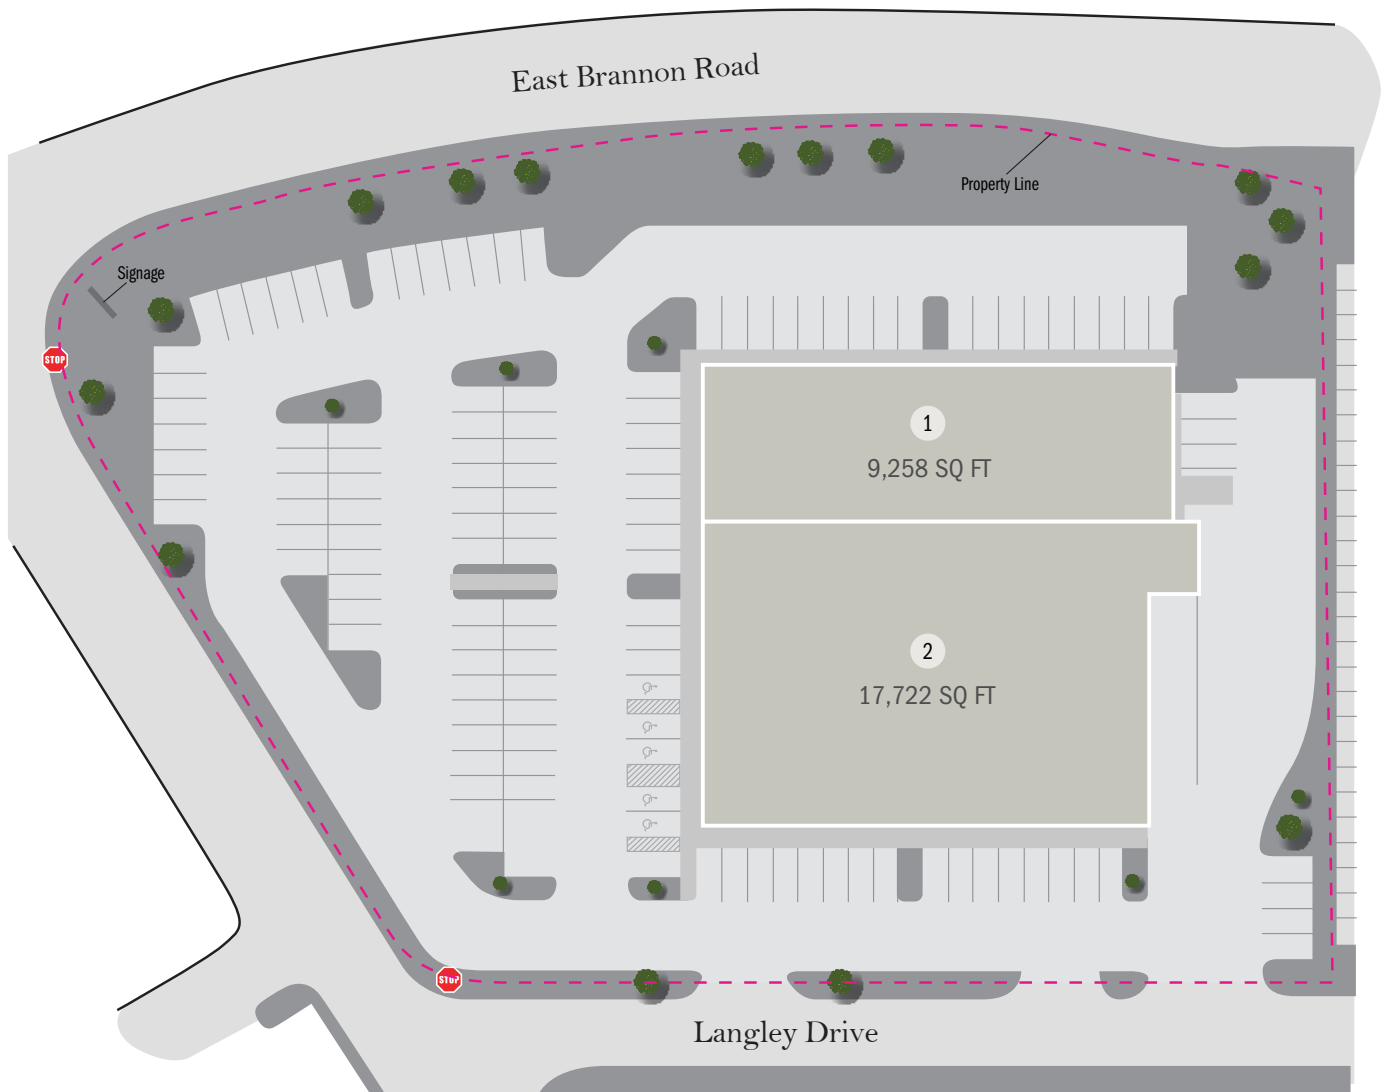 East Brannon Road
Property Line
Signage
STOP
1
9,258 SQ FT
2
17,722 SQ FT
STOP
Langley Drive